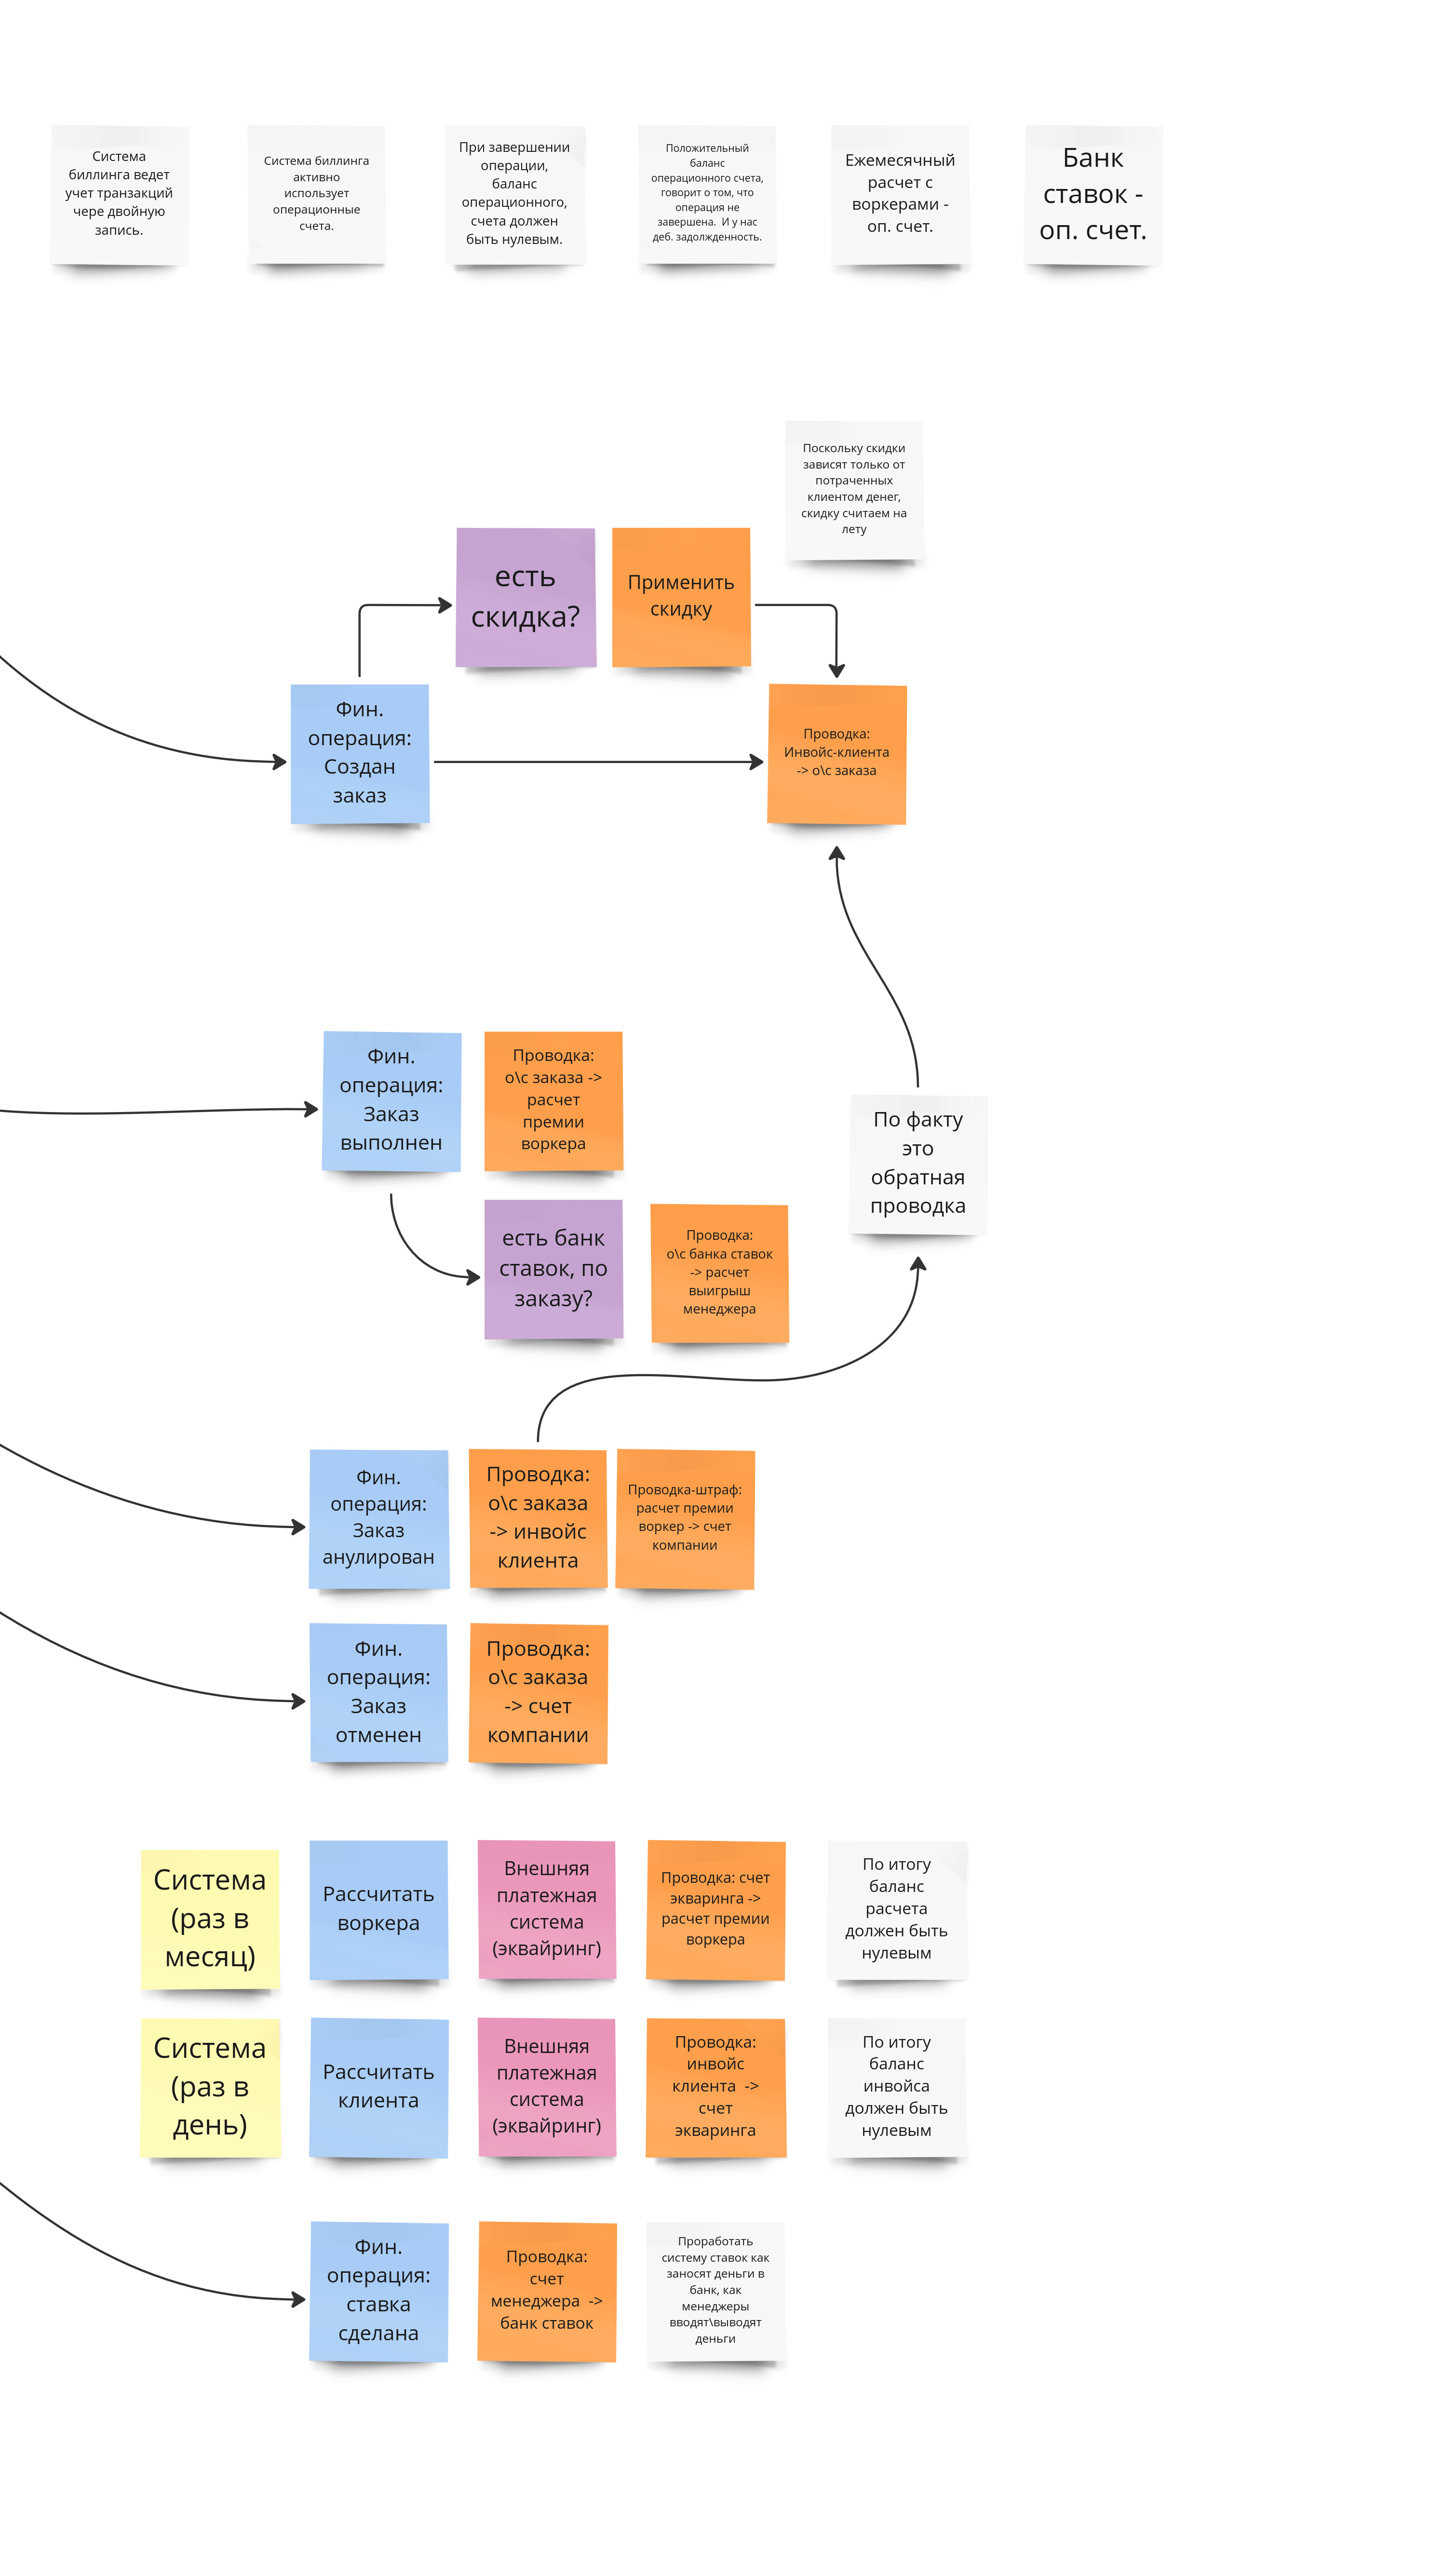 Система
биллинга ведет
учет транзакций
чере двойную
запись.
Система биллинга
активно
использует
операционные
счета.
При завершении
операции,
баланс
операционного,
счета должен
быть нулевым.
Положительный
баланс
операционного счета,
говорит о том, что
операция не
завершена.  И у нас
деб. задолжденность.
Ежемесячный
расчет с
воркерами -
оп. счет.
Банк
ставок -
оп. счет.
Поскольку скидки
зависят только от
потраченных
клиентом денег,
скидку считаем на
лету
есть
скидка?
Применить
скидку
Фин.
операция:
Создан
заказ
Проводка:
Инвойс-клиента
-> о\с заказа
Фин.
операция:
Заказ
выполнен
Проводка:
о\с заказа ->
расчет
премии
воркера
По факту
это
обратная
проводка
есть банк
ставок, по
заказу?
Проводка:
о\с банка ставок
-> расчет
выигрыш
менеджера
Фин.
операция:
Заказ
анулирован
Проводка:
о\с заказа
-> инвойс
клиента
Проводка-штраф:
расчет премии
воркер -> счет
компании
Фин.
операция:
Заказ
отменен
Проводка:
о\с заказа
-> счет
компании
Система
(раз в
месяц)
Рассчитать
воркера
Внешняя
платежная
система
(эквайринг)
Проводка: счет
экваринга ->
расчет премии
воркера
По итогу
баланс
расчета
должен быть
нулевым
Система
(раз в
день)
Рассчитать
клиента
Внешняя
платежная
система
(эквайринг)
Проводка:
инвойс
клиента  ->
счет
экваринга
По итогу
баланс
инвойса
должен быть
нулевым
Фин.
операция:
ставка
сделана
Проводка:
счет
менеджера  ->
банк ставок
Проработать
систему ставок как
заносят деньги в
банк, как
менеджеры
вводят\выводят
деньги